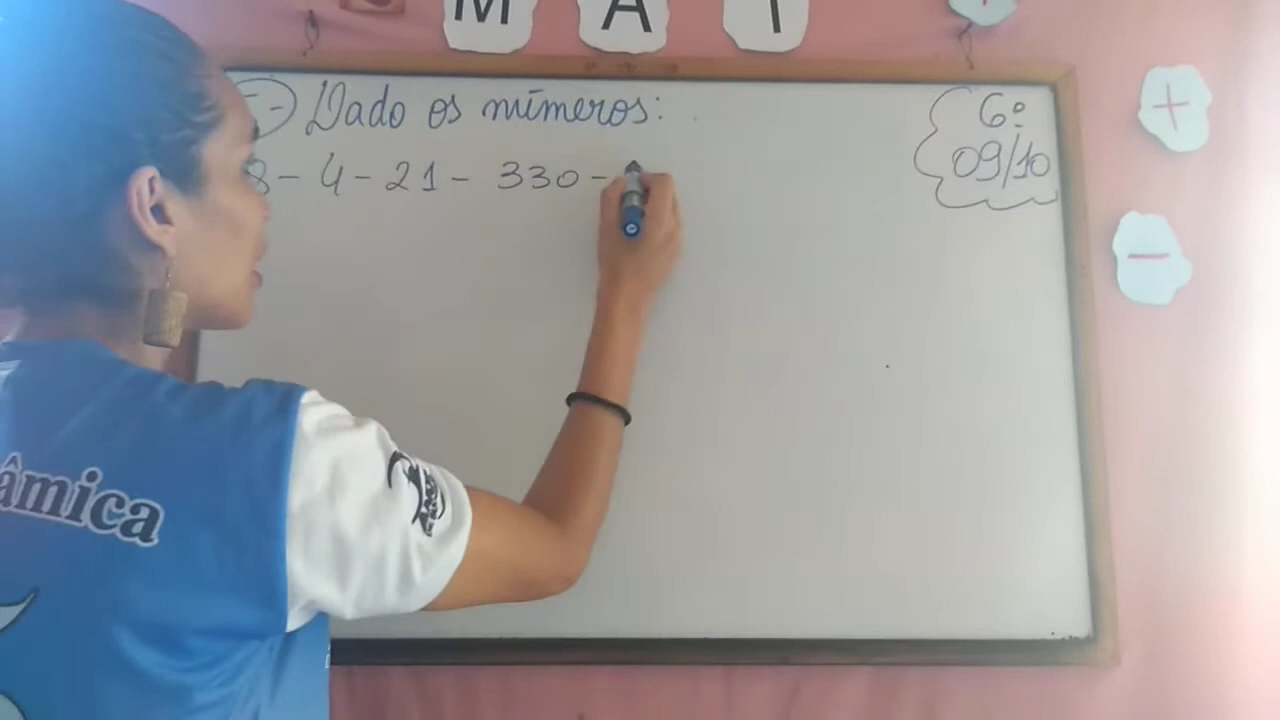 M A T
+
Dado os números:
8 - 4 - 21 - 330 -
6º
09/10
+
-
âmica